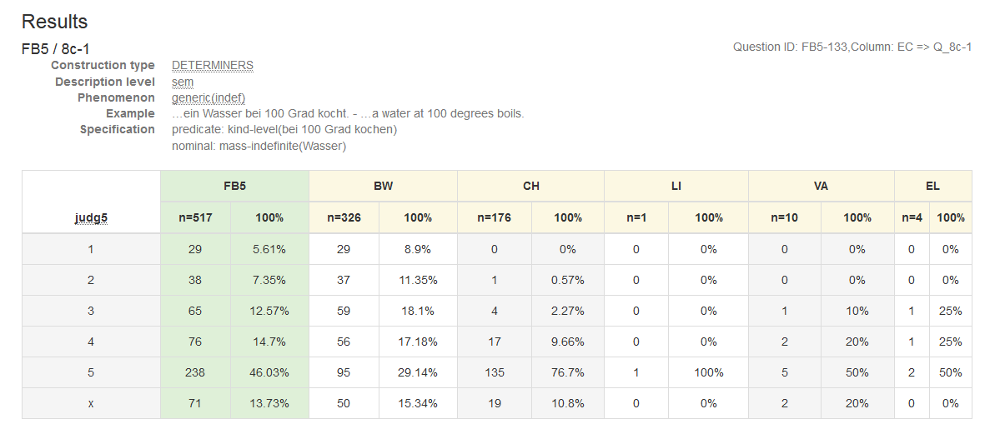 Results
FB5 / 8c-1
Question ID: FB5-133,Column: EC => Q_8c-1
Construction type DETERMINERS
Description level sem
Phenomenon generic(indef)
Example …ein Wasser bei 100 Grad kocht. - …a water at 100 degrees boils.
Specification predicate: kind-level(bei 100 Grad kochen)
nominal: mass-indefinite(Wasser)
FB5 BW CH LI VA EL
judg5 n=517 100% n=326 100% n=176 100% n=1 100% n=10 100% n=4 100%
1 29 5.61% 29 8.9% 0 0% 0 0% 0 0% 0 0%
2 38 7.35% 37 11.35% 1 0.57% 0 0% 0 0% 0 0%
3 65 12.57% 59 18.1% 4 2.27% 0 0% 1 10% 1 25%
4 76 14.7% 56 17.18% 17 9.66% 0 0% 2 20% 1 25%
5 238 46.03% 95 29.14% 135 76.7% 1 100% 5 50% 2 50%
x 71 13.73% 50 15.34% 19 10.8% 0 0% 2 20% 0 0%